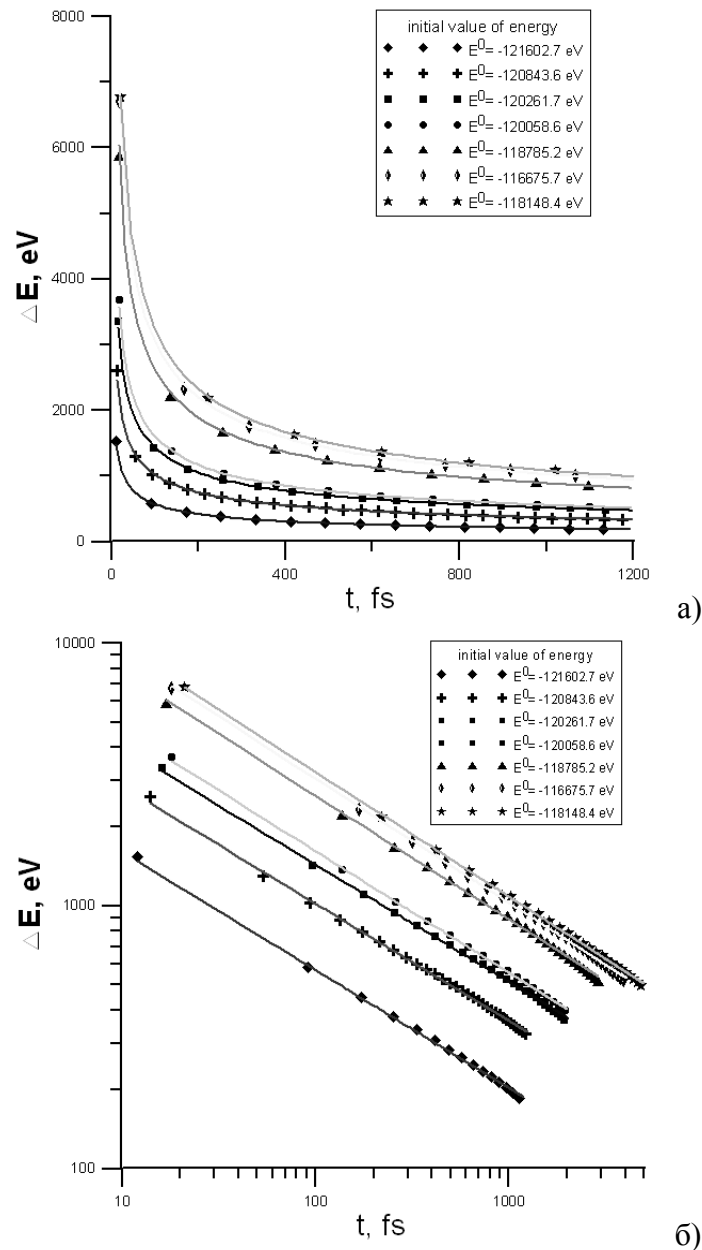 8000
6000
4000
2000
0
ΔE, eV
0
400
800
1200
t, fs
initial value of energy
E⁰= -121602.7 eV
E⁰= -120843.6 eV
E⁰= -120261.7 eV
E⁰= -120058.6 eV
E⁰= -118785.2 eV
E⁰= -116675.7 eV
E⁰= -118148.4 eV
а)
10000
1000
100
ΔE, eV
10
100
1000
t, fs
initial value of energy
E⁰= -121602.7 eV
E⁰= -120843.6 eV
E⁰= -120261.7 eV
E⁰= -120058.6 eV
E⁰= -118785.2 eV
E⁰= -116675.7 eV
E⁰= -118148.4 eV
б)